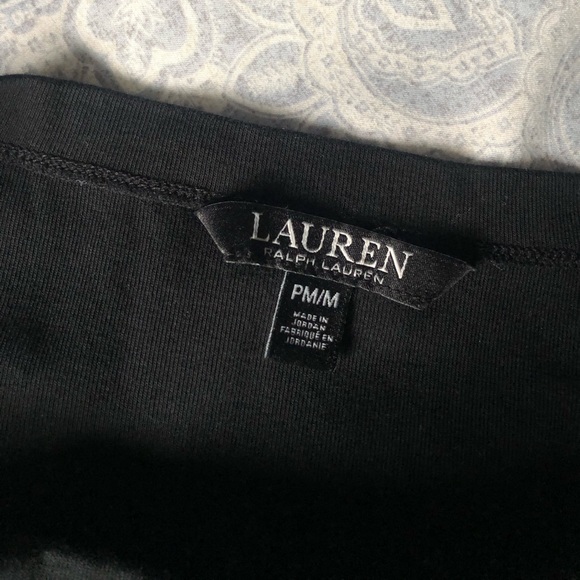 LAUREN
RALPH LAUREN
PM/M
MADE IN
JORDAN
FABRIQUÉ EN
JORDANIE